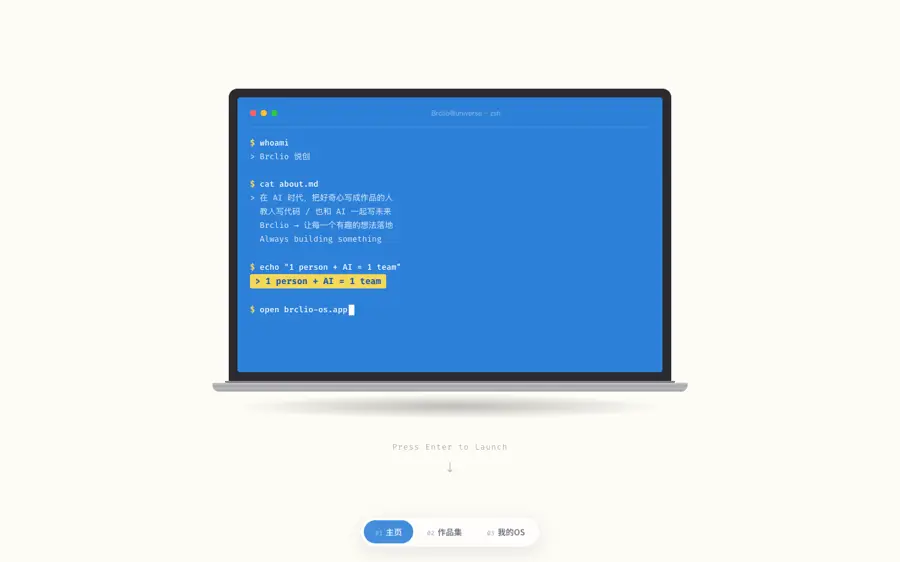 Brclio@universe — zsh
$ whoami
> Brclio 悦创
$ cat about.md
> 在 AI 时代，把好奇心写成作品的人
教人写代码 / 也和 AI 一起写未来
Brclio → 让每一个有趣的想法落地
Always building something
$ echo "1 person + AI = 1 team"
> 1 person + AI = 1 team
$ open brclio-os.app
Press Enter to Launch
↓
01 主页 02 作品集 03 我的OS